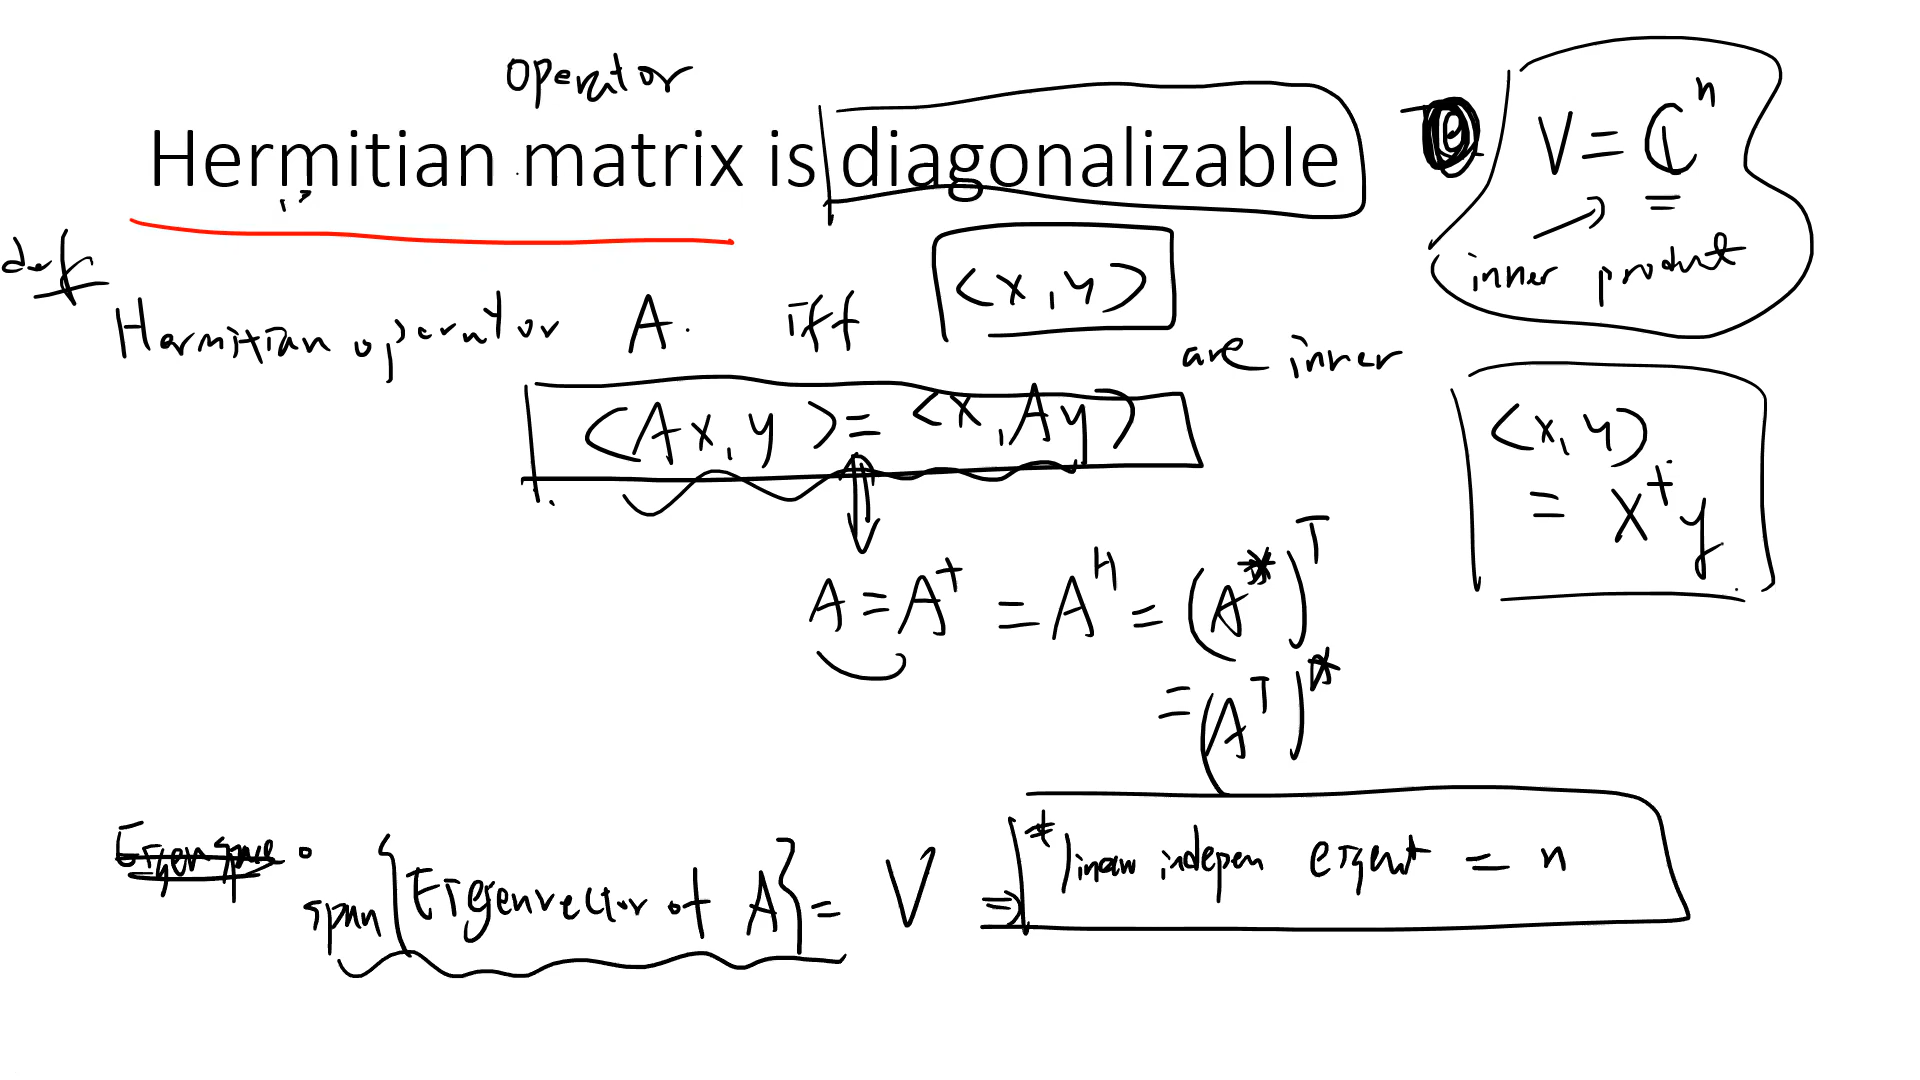 operator
Hermitian matrix is diagonalizable
V = ℂⁿ
inner product
def
Hermitian operator A. iff <x,y> are inner
<Ax,y> = <x,Ay>
<x,y>
= x†y
A = A† = Aᴴ = (A*)ᵀ
= (Aᵀ)*
span {Eigenvector of A} = V ⇒ # linear indepen eigenvt = n